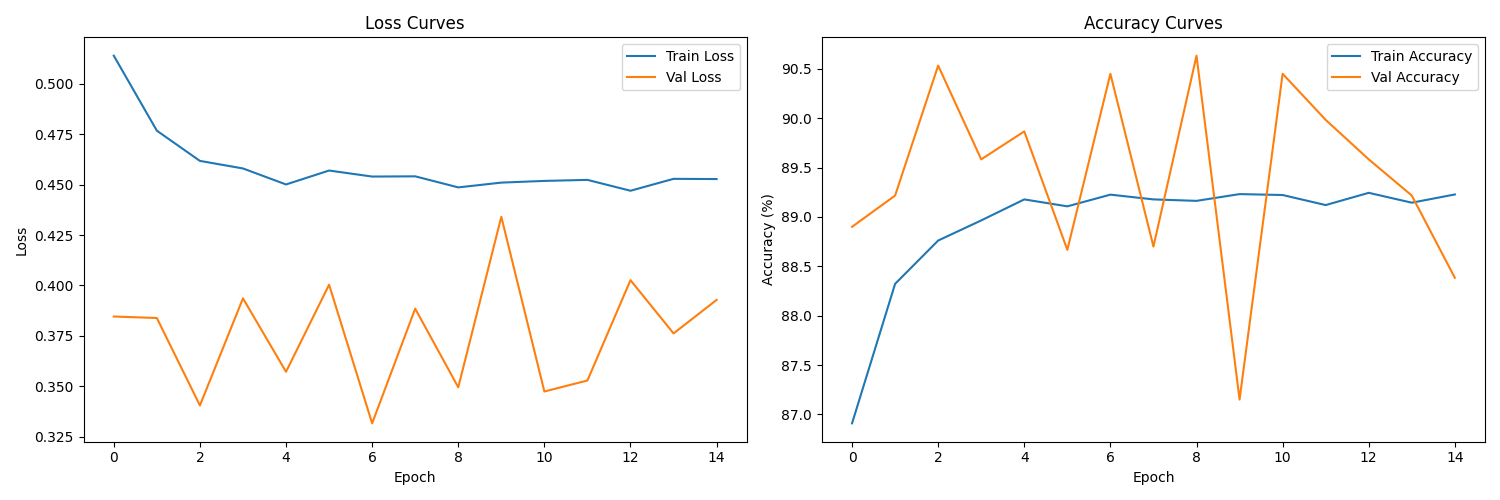 Loss Curves
Train Loss
Val Loss
0.500
0.475
0.450
0.425
0.400
0.375
0.350
0.325
Loss
0 2 4 6 8 10 12 14
Epoch
Accuracy Curves
Train Accuracy
Val Accuracy
90.5
90.0
89.5
89.0
88.5
88.0
87.5
87.0
Accuracy (%)
0 2 4 6 8 10 12 14
Epoch